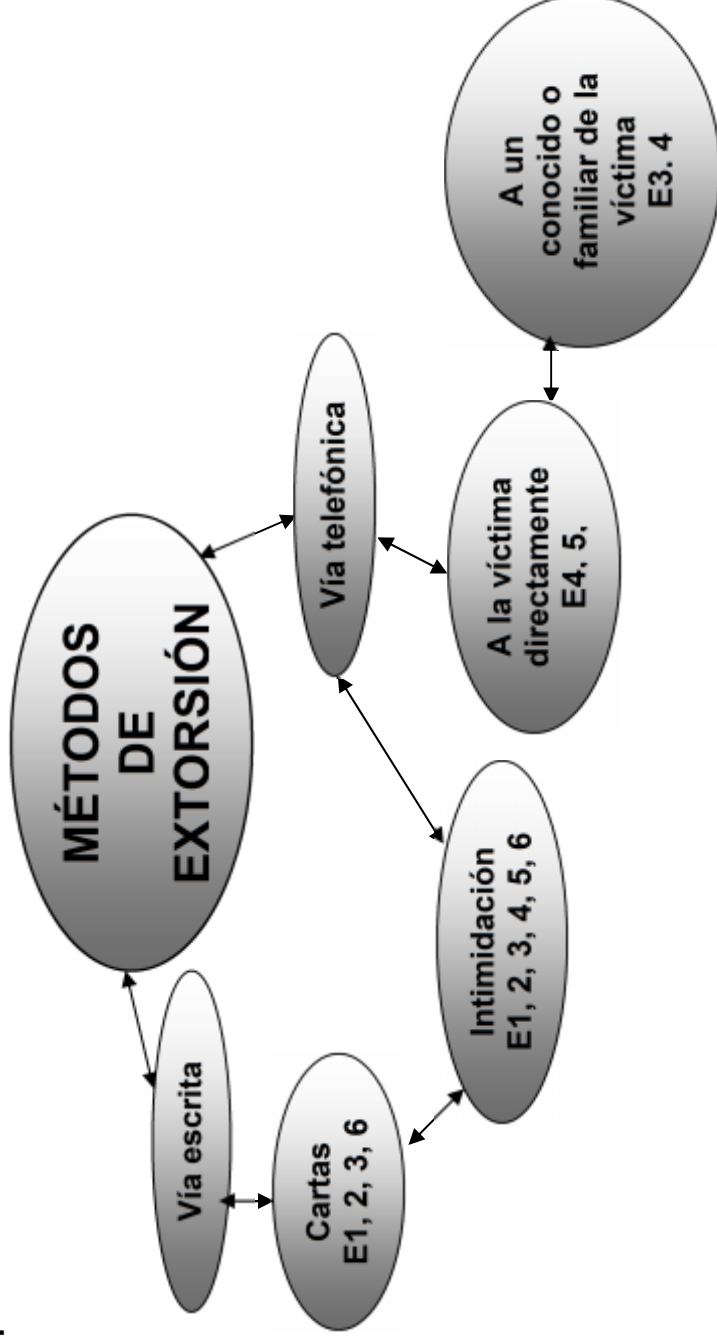 MÉTODOS
DE
EXTORSIÓN
Vía escrita
Vía telefónica
Cartas
E1, 2, 3, 6
Intimidación
E1, 2, 3, 4, 5, 6
A la víctima
directamente
E4. 5.
A un
conocido o
familiar de la
víctima
E3. 4